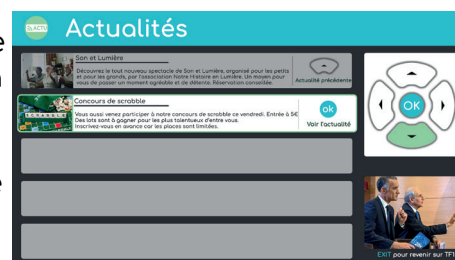 ACTU
Actualités
Son et Lumière
Découvrez le tout nouveau spectacle de Son et Lumière, organisé pour les petits
et pour les grands, par l'association Notre Histoire en Lumière. Un moyen pour
vous de passer un moment agréable et de détente. Réservation conseillée.
Actualité précédente
SCRABBLE
Concours de scrabble
Vous aussi venez participer à notre concours de scrabble ce vendredi. Entrée à 5€
Des lots sont à gagner pour les plus talentueux d'entre vous.
Inscrivez-vous en avance car les places sont limitées.
ok
Voir l'actualité
OK
EXIT pour revenir sur TF1